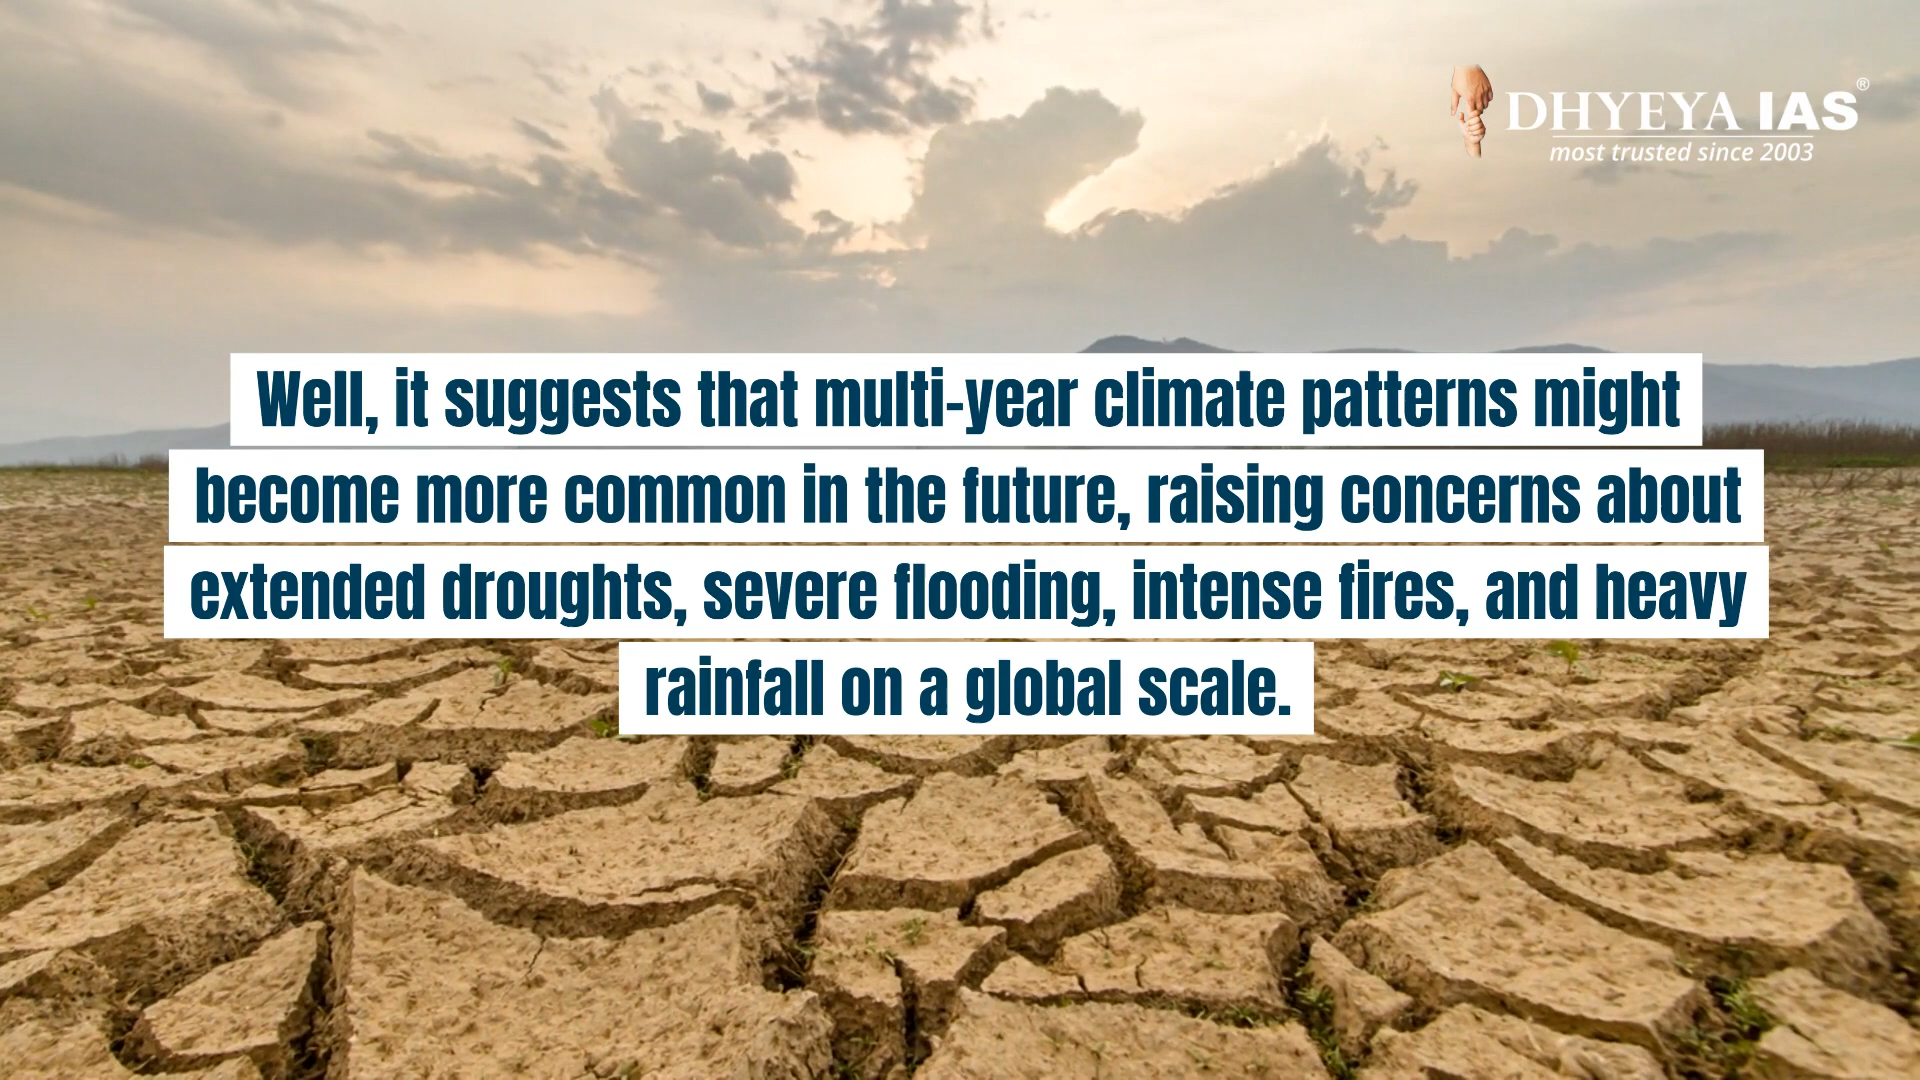 DHYEYA IAS®
most trusted since 2003
Well, it suggests that multi-year climate patterns might
become more common in the future, raising concerns about
extended droughts, severe flooding, intense fires, and heavy
rainfall on a global scale.